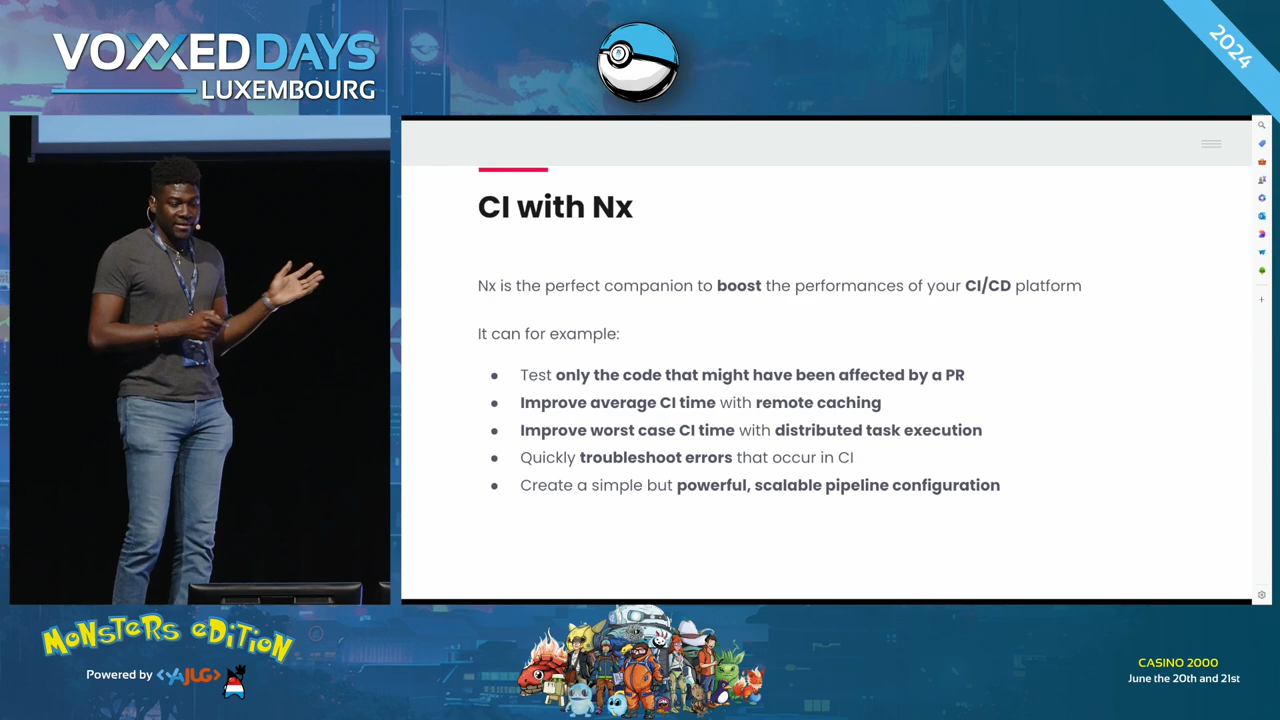 VOXXEDDAYS
LUXEMBOURG
2024
CI with Nx
Nx is the perfect companion to boost the performances of your CI/CD platform
It can for example:
● Test only the code that might have been affected by a PR
● Improve average CI time with remote caching
● Improve worst case CI time with distributed task execution
● Quickly troubleshoot errors that occur in CI
● Create a simple but powerful, scalable pipeline configuration
MONSTERS EDITION
Powered by <YAJUG>
CASINO 2000
June the 20th and 21st